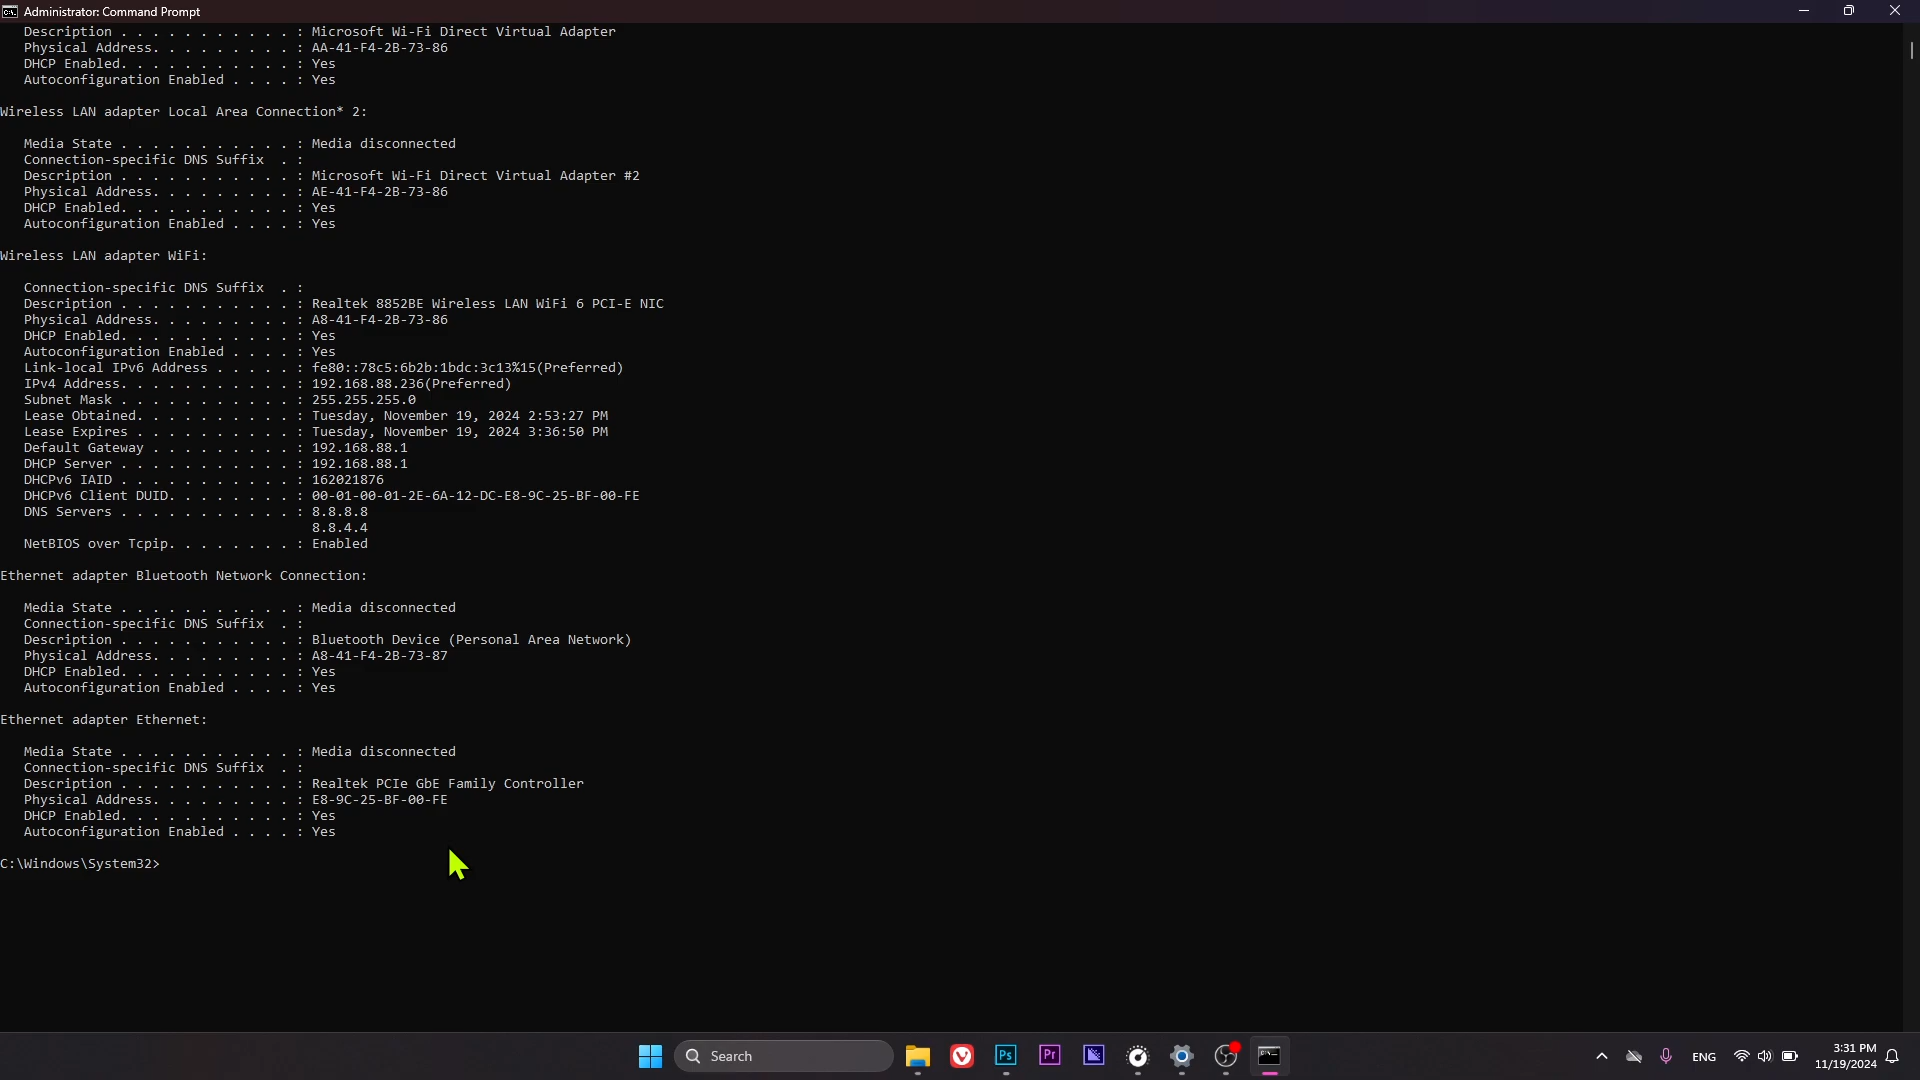 Administrator: Command Prompt
Description . . . . . . . . . . . : Microsoft Wi-Fi Direct Virtual Adapter
Physical Address. . . . . . . . . : AA-41-F4-2B-73-86
DHCP Enabled. . . . . . . . . . . : Yes
Autoconfiguration Enabled . . . . : Yes
Wireless LAN adapter Local Area Connection* 2:
Media State . . . . . . . . . . . : Media disconnected
Connection-specific DNS Suffix  . :
Description . . . . . . . . . . . : Microsoft Wi-Fi Direct Virtual Adapter #2
Physical Address. . . . . . . . . : AE-41-F4-2B-73-86
DHCP Enabled. . . . . . . . . . . : Yes
Autoconfiguration Enabled . . . . : Yes
Wireless LAN adapter WiFi:
Connection-specific DNS Suffix  . :
Description . . . . . . . . . . . : Realtek 8852BE Wireless LAN WiFi 6 PCI-E NIC
Physical Address. . . . . . . . . : A8-41-F4-2B-73-86
DHCP Enabled. . . . . . . . . . . : Yes
Autoconfiguration Enabled . . . . : Yes
Link-local IPv6 Address . . . . . : fe80::78c5:6b2b:1bdc:3c13%15(Preferred)
IPv4 Address. . . . . . . . . . . : 192.168.88.236(Preferred)
Subnet Mask . . . . . . . . . . . : 255.255.255.0
Lease Obtained. . . . . . . . . . : Tuesday, November 19, 2024 2:53:27 PM
Lease Expires . . . . . . . . . . : Tuesday, November 19, 2024 3:36:50 PM
Default Gateway . . . . . . . . . : 192.168.88.1
DHCP Server . . . . . . . . . . . : 192.168.88.1
DHCPv6 IAID . . . . . . . . . . . : 162021876
DHCPv6 Client DUID. . . . . . . . : 00-01-00-01-2E-6A-12-DC-E8-9C-25-BF-00-FE
DNS Servers . . . . . . . . . . . : 8.8.8.8
8.8.4.4
NetBIOS over Tcpip. . . . . . . . : Enabled
Ethernet adapter Bluetooth Network Connection:
Media State . . . . . . . . . . . : Media disconnected
Connection-specific DNS Suffix  . :
Description . . . . . . . . . . . : Bluetooth Device (Personal Area Network)
Physical Address. . . . . . . . . : A8-41-F4-2B-73-87
DHCP Enabled. . . . . . . . . . . : Yes
Autoconfiguration Enabled . . . . : Yes
Ethernet adapter Ethernet:
Media State . . . . . . . . . . . : Media disconnected
Connection-specific DNS Suffix  . :
Description . . . . . . . . . . . : Realtek PCIe GbE Family Controller
Physical Address. . . . . . . . . : E8-9C-25-BF-00-FE
DHCP Enabled. . . . . . . . . . . : Yes
Autoconfiguration Enabled . . . . : Yes
C:\Windows\System32>
Search
Ps
Pr
ENG
3:31 PM
11/19/2024